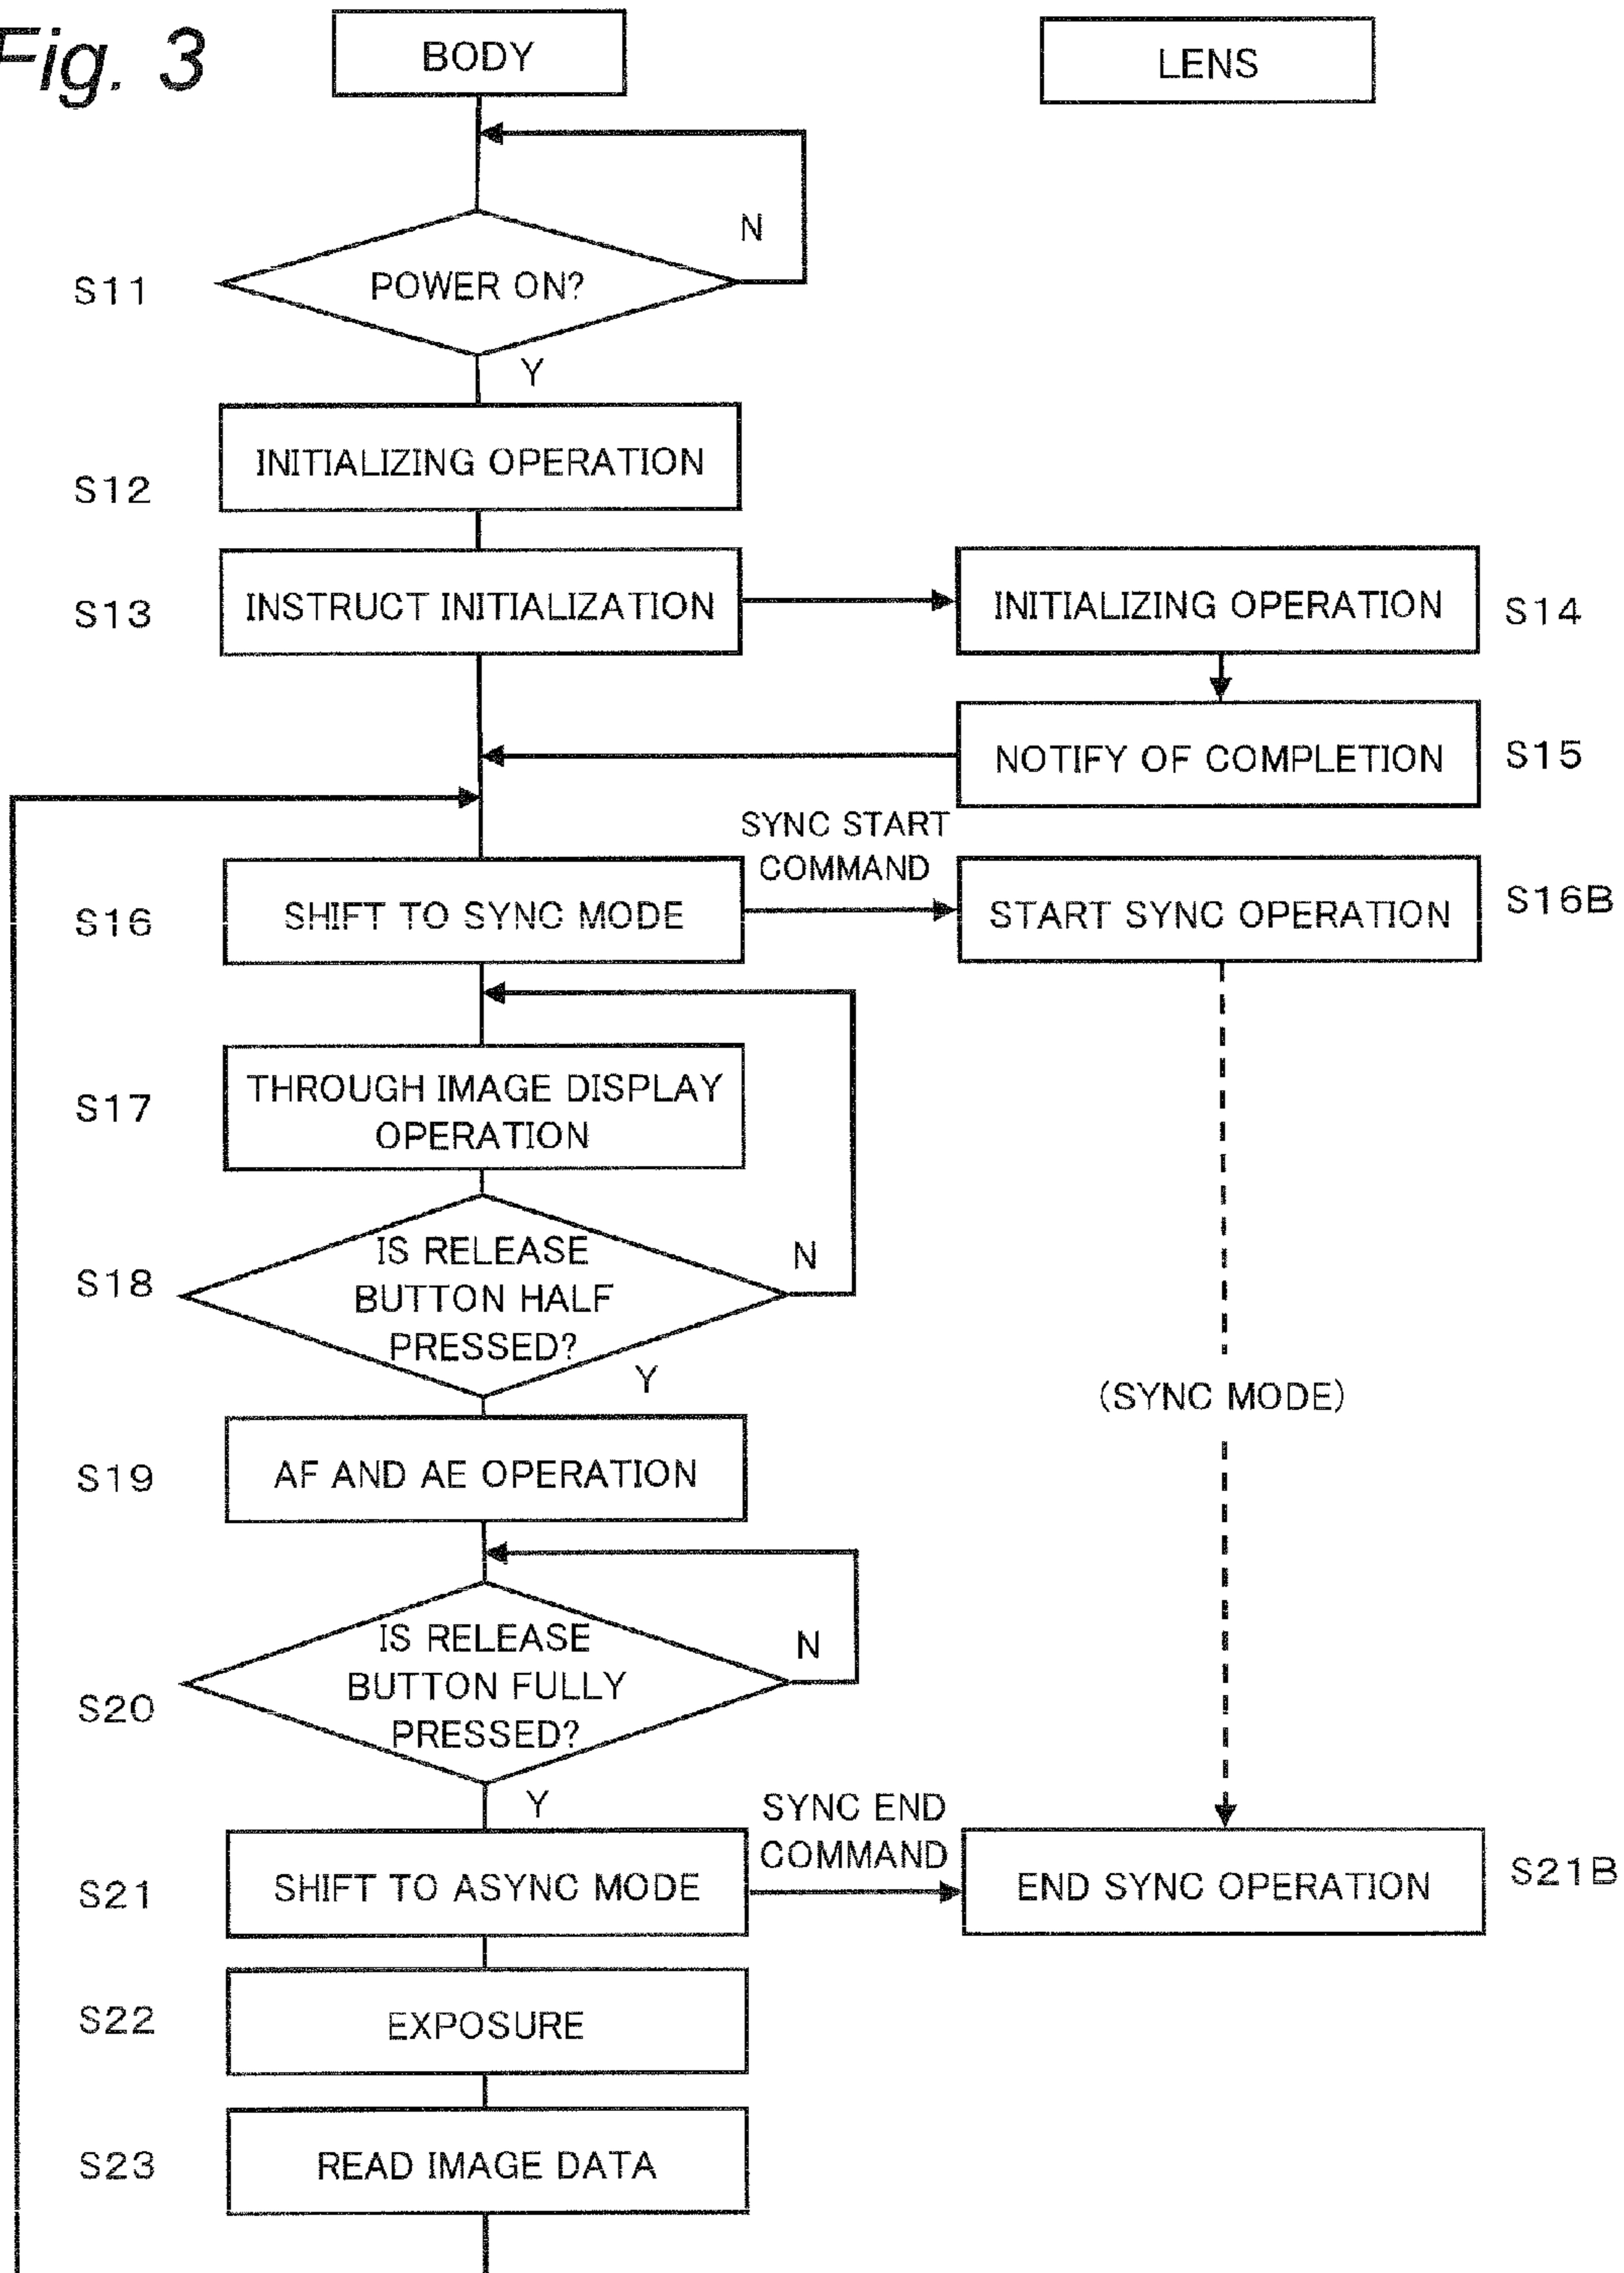 Fig. 3
BODY
LENS
N
S11
POWER ON?
Y
S12
INITIALIZING OPERATION
S13
INSTRUCT INITIALIZATION
INITIALIZING OPERATION
S14
NOTIFY OF COMPLETION
S15
SYNC START
COMMAND
S16
SHIFT TO SYNC MODE
START SYNC OPERATION
S16B
S17
THROUGH IMAGE DISPLAY
OPERATION
S18
IS RELEASE
BUTTON HALF
PRESSED?
N
Y
(SYNC MODE)
S19
AF AND AE OPERATION
S20
IS RELEASE
BUTTON FULLY
PRESSED?
N
Y
SYNC END
COMMAND
S21
SHIFT TO ASYNC MODE
END SYNC OPERATION
S21B
S22
EXPOSURE
S23
READ IMAGE DATA